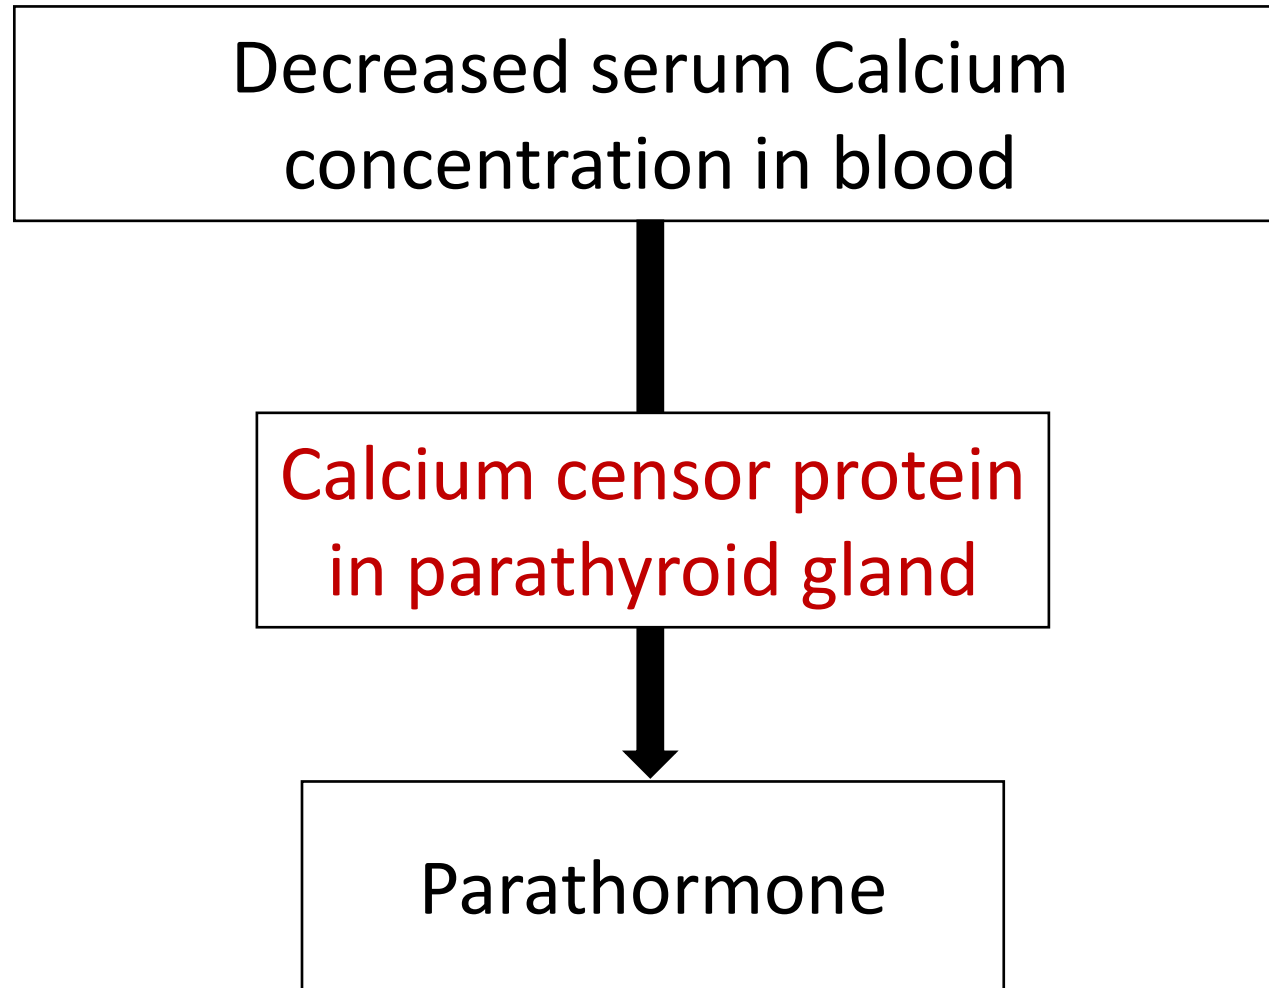 Decreased serum Calcium
concentration in blood
Calcium censor protein
in parathyroid gland
Parathormone